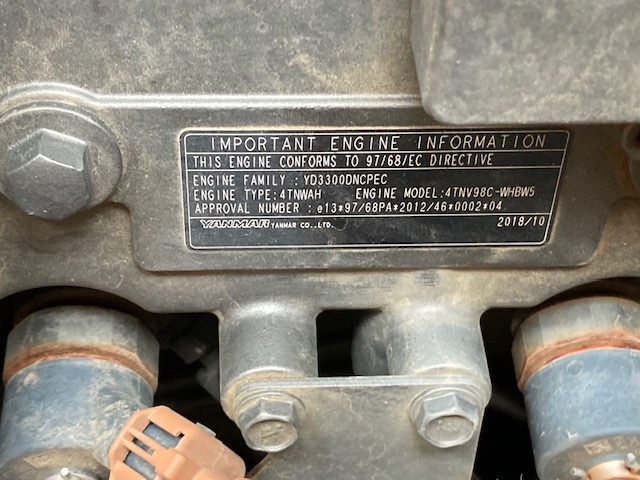 IMPORTANT ENGINE INFORMATION
THIS ENGINE CONFORMS TO 97/68/EC DIRECTIVE
ENGINE FAMILY : YD3300DNCPEC
ENGINE TYPE:4TNWAH ENGINE MODEL:4TNV98C-WHBW5
APPROVAL NUMBER : e13*97/68PA*2012/46*0002*04
YANMAR YANMAR CO.,LTD. 2018/10